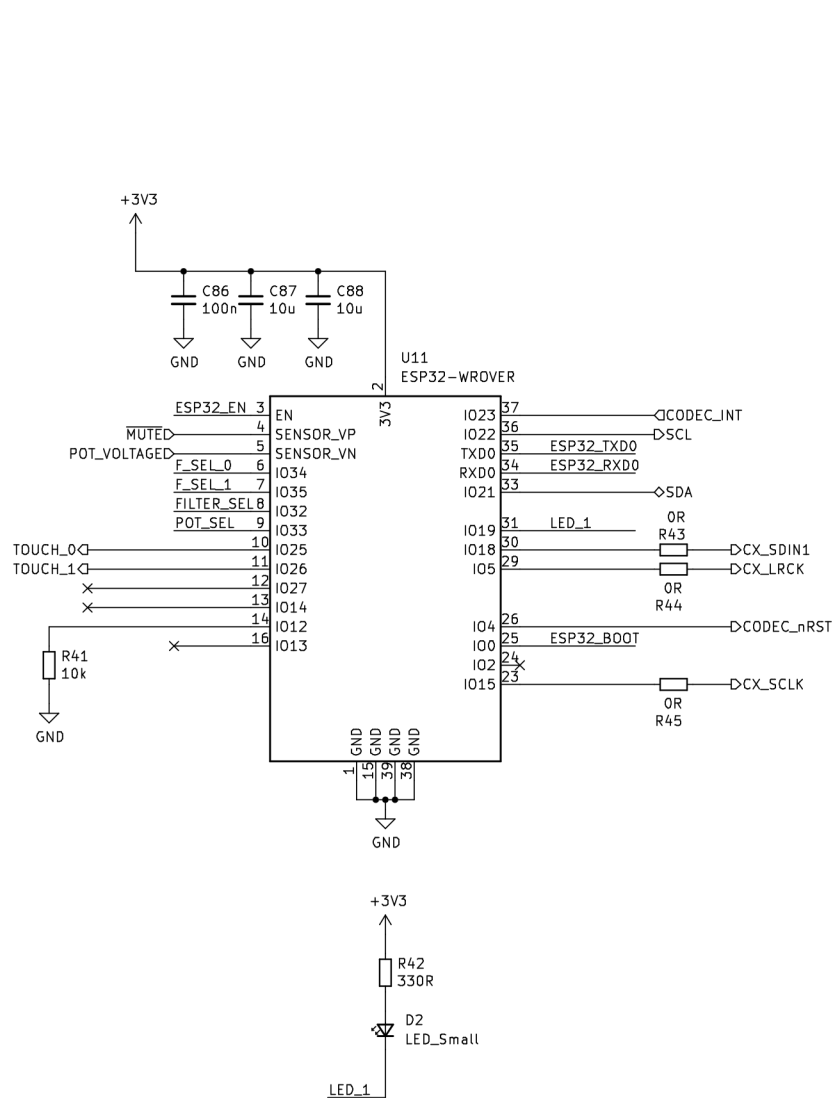 +3V3
C86
100n
C87
10u
C88
10u
GND
GND
GND
U11
ESP32-WROVER
2
3V3
ESP32_EN 3 EN
MUTE 4 SENSOR_VP
POT_VOLTAGE 5 SENSOR_VN
F_SEL_0 6 IO34
F_SEL_1 7 IO35
FILTER_SEL 8 IO32
POT_SEL 9 IO33
TOUCH_0 10 IO25
TOUCH_1 11 IO26
12 IO27
13 IO14
14 IO12
16 IO13
R41
10k
GND
IO23 37 CODEC_INT
IO22 36 SCL
TXD0 35 ESP32_TXD0
RXD0 34 ESP32_RXD0
IO21 33 SDA
IO19 31 LED_1
0R
R43
IO18 30 CX_SDIN1
IO5 29 CX_LRCK
0R
R44
IO4 26 CODEC_nRST
IO0 25 ESP32_BOOT
IO2 24
IO15 23 CX_SCLK
0R
R45
GND GND GND GND
1 15 39 38
GND
+3V3
R42
330R
D2
LED_Small
LED_1